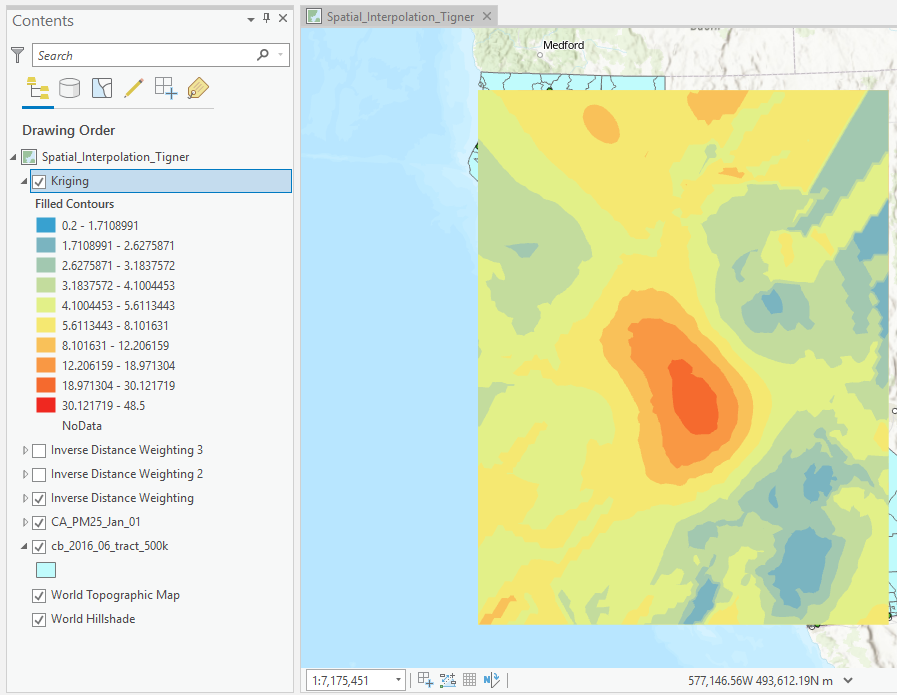 Contents
Search
Drawing Order
Spatial_Interpolation_Tigner
Kriging
Filled Contours
0.2 - 1.7108991
1.7108991 - 2.6275871
2.6275871 - 3.1837572
3.1837572 - 4.1004453
4.1004453 - 5.6113443
5.6113443 - 8.101631
8.101631 - 12.206159
12.206159 - 18.971304
18.971304 - 30.121719
30.121719 - 48.5
NoData
Inverse Distance Weighting 3
Inverse Distance Weighting 2
Inverse Distance Weighting
CA_PM25_Jan_01
cb_2016_06_tract_500k
World Topographic Map
World Hillshade
Spatial_Interpolation_Tigner
Medford
1:7,175,451
N
577,146.56W 493,612.19N m